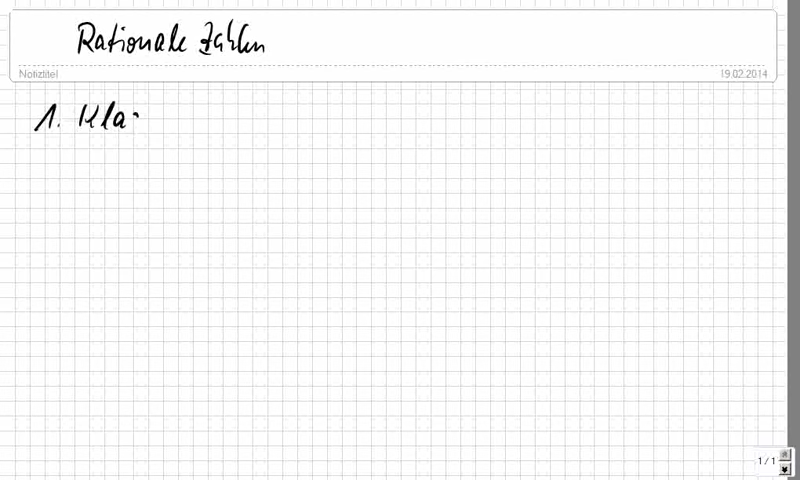 Rationale Zahlen
Notiztitel
19.02.2014
1. Kla
1 / 1